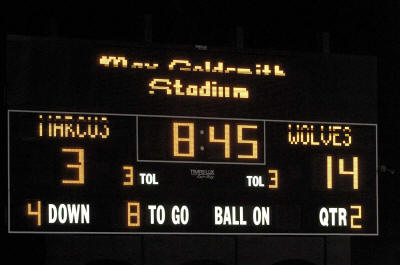 Max Goldsmith
Stadium
MARCUS 8:45 WOLVES
3 3 TOL TOL 3 14
4 DOWN 8 TO GO BALL ON QTR 2